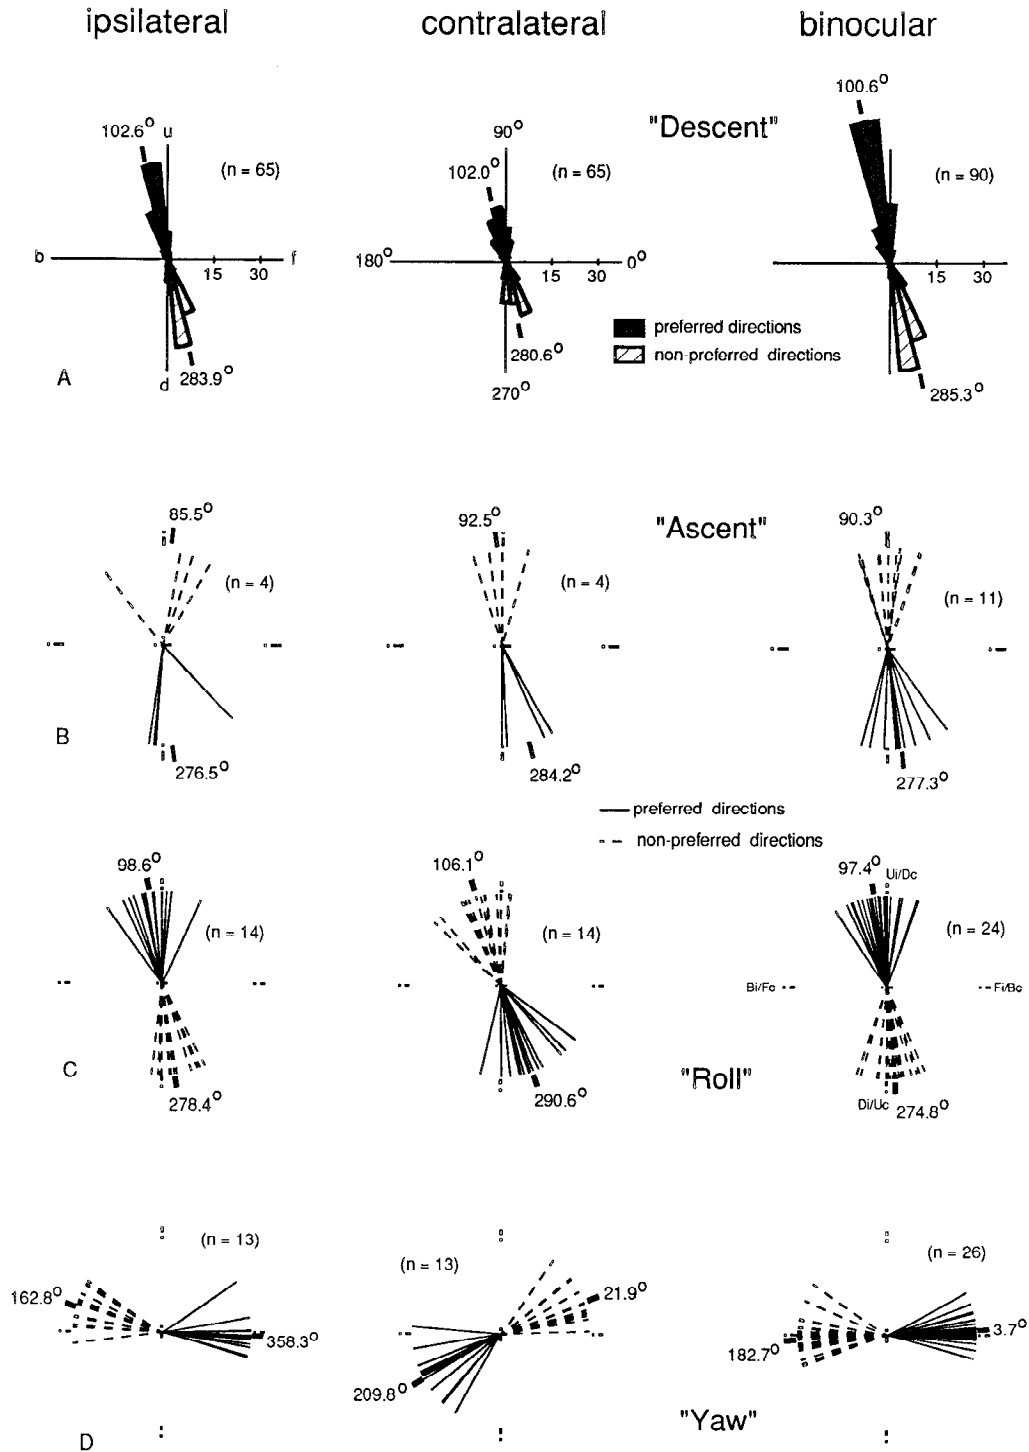 ipsilateral contralateral binocular
"Descent"
102.6° u
(n = 65)
b f
15 30
d
283.9°
A
90°
102.0°
(n = 65)
180° 0°
15 30
280.6°
270°
100.6°
(n = 90)
15 30
285.3°
preferred directions
non-preferred directions
"Ascent"
85.5°
(n = 4)
276.5°
B
92.5°
(n = 4)
284.2°
90.3°
(n = 11)
277.3°
preferred directions
non-preferred directions
98.6°
(n = 14)
278.4°
C
106.1°
(n = 14)
290.6°
97.4° Ui/Dc
(n = 24)
Bi/Fc Fi/Bc
Di/Uc 274.8°
"Roll"
(n = 13)
162.8°
358.3°
D
(n = 13)
21.9°
209.8°
(n = 26)
3.7°
182.7°
"Yaw"